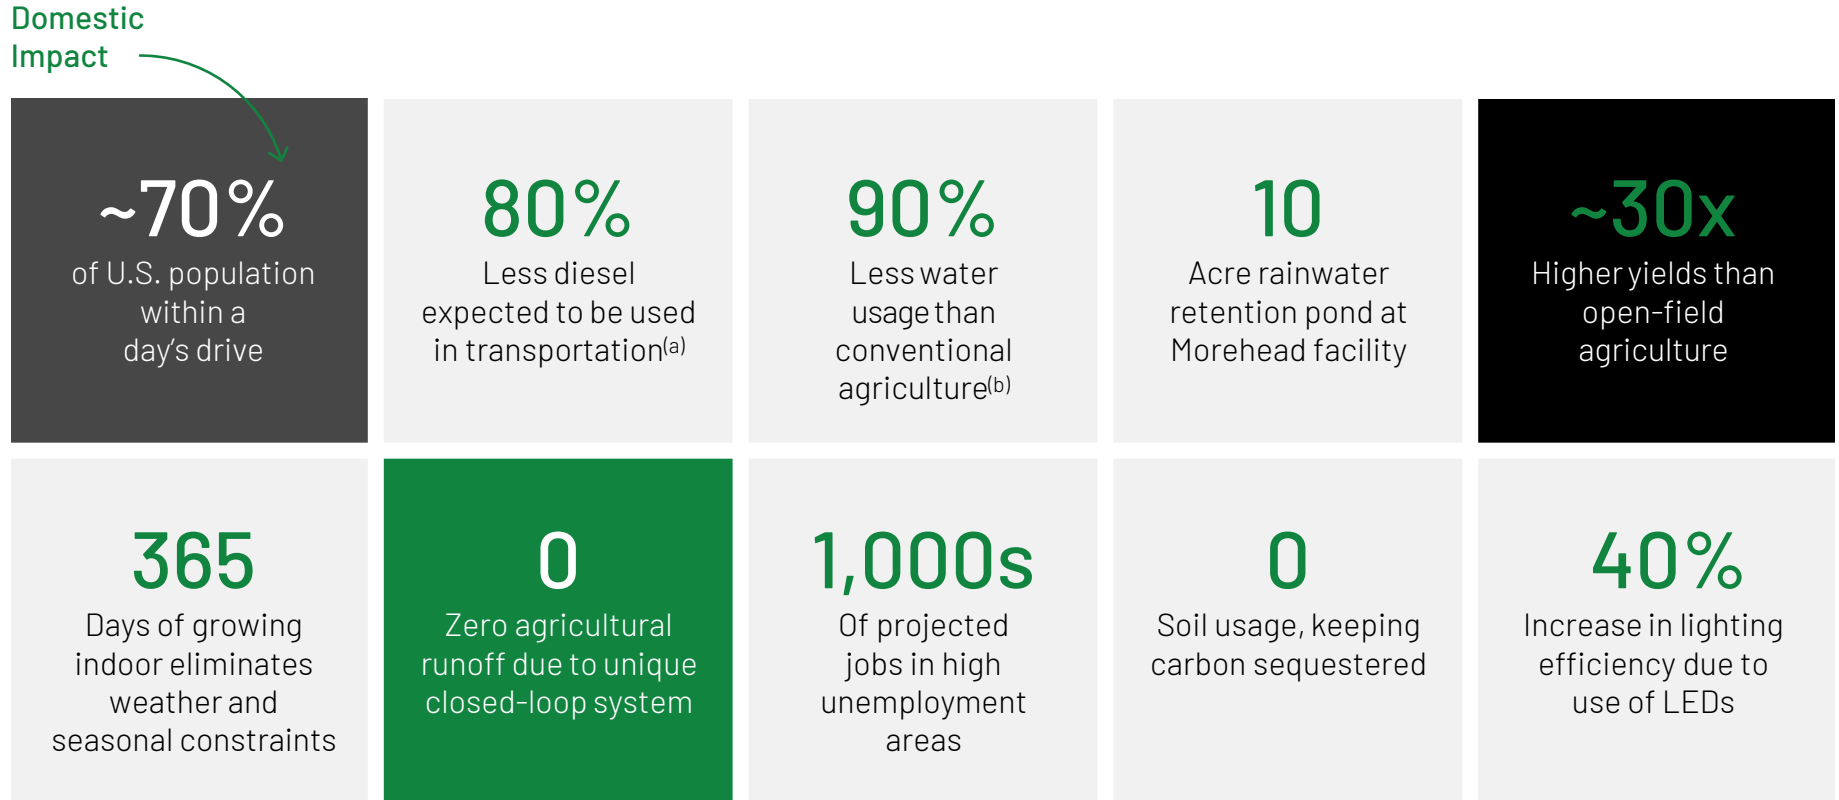 Domestic
Impact
~70%
of U.S. population
within a
day's drive
80%
Less diesel
expected to be used
in transportation(a)
90%
Less water
usage than
conventional
agriculture(b)
10
Acre rainwater
retention pond at
Morehead facility
~30x
Higher yields than
open-field
agriculture
365
Days of growing
indoor eliminates
weather and
seasonal constraints
0
Zero agricultural
runoff due to unique
closed-loop system
1,000s
Of projected
jobs in high
unemployment
areas
0
Soil usage, keeping
carbon sequestered
40%
Increase in lighting
efficiency due to
use of LEDs